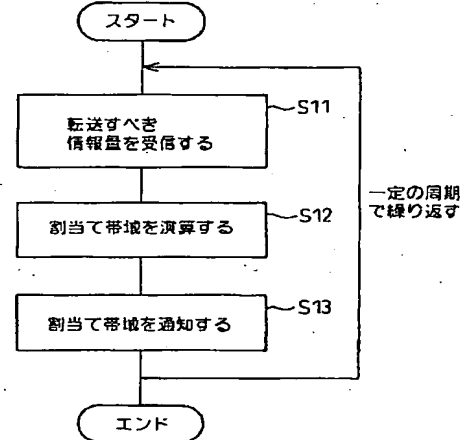 スタート
転送すべき
情報量を受信する
S11
割当て帯域を演算する
S12
一定の周期
で繰り返す
割当て帯域を通知する
S13
エンド